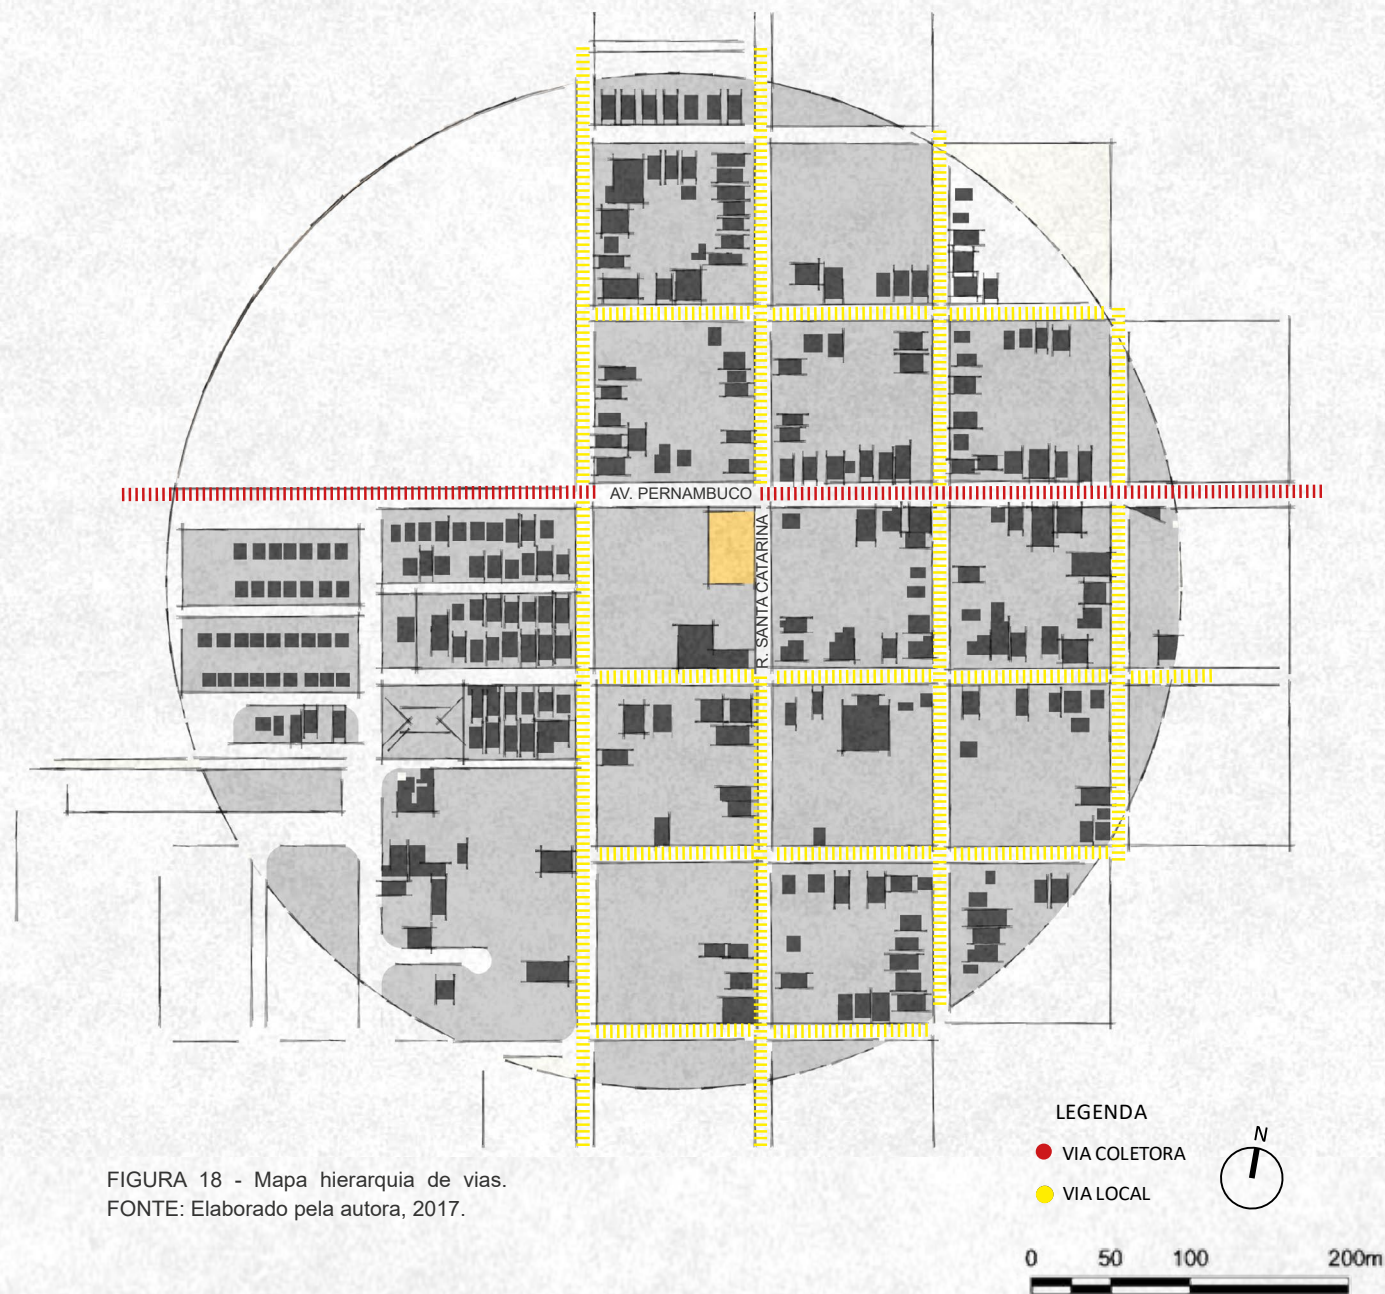 AV. PERNAMBUCO
R. SANTA CATARINA
LEGENDA
VIA COLETORA
VIA LOCAL
N
FIGURA 18 - Mapa hierarquia de vias.
FONTE: Elaborado pela autora, 2017.
0 50 100 200m